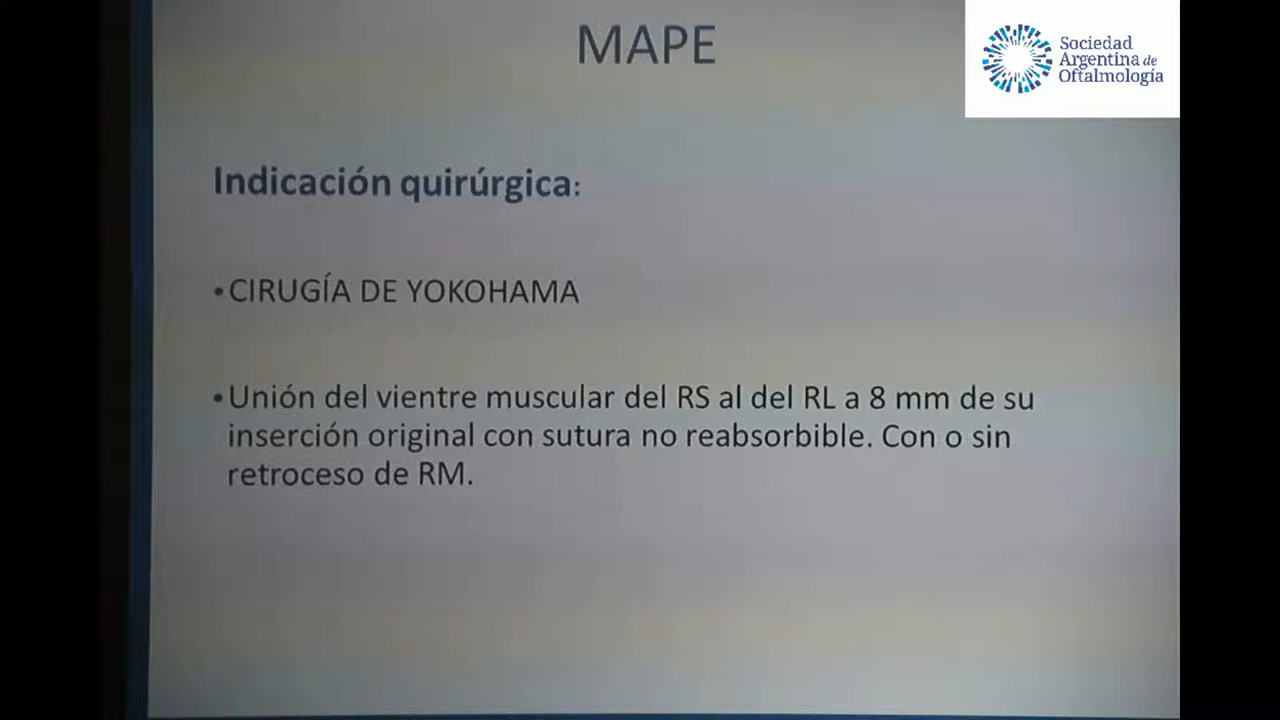 MAPE
Sociedad
Argentina de
Oftalmología
Indicación quirúrgica:
•CIRUGÍA DE YOKOHAMA
•Unión del vientre muscular del RS al del RL a 8 mm de su
inserción original con sutura no reabsorbible. Con o sin
retroceso de RM.